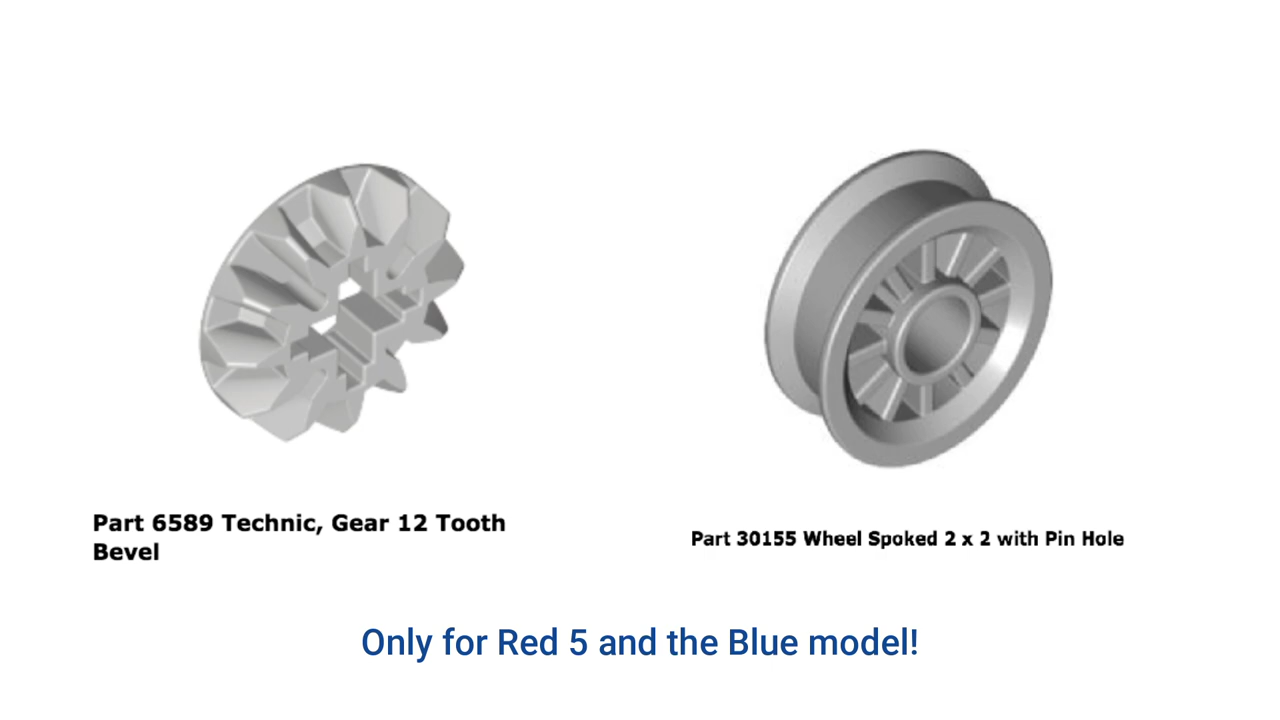 Part 6589 Technic, Gear 12 Tooth
Bevel
Part 30155 Wheel Spoked 2 x 2 with Pin Hole
Only for Red 5 and the Blue model!